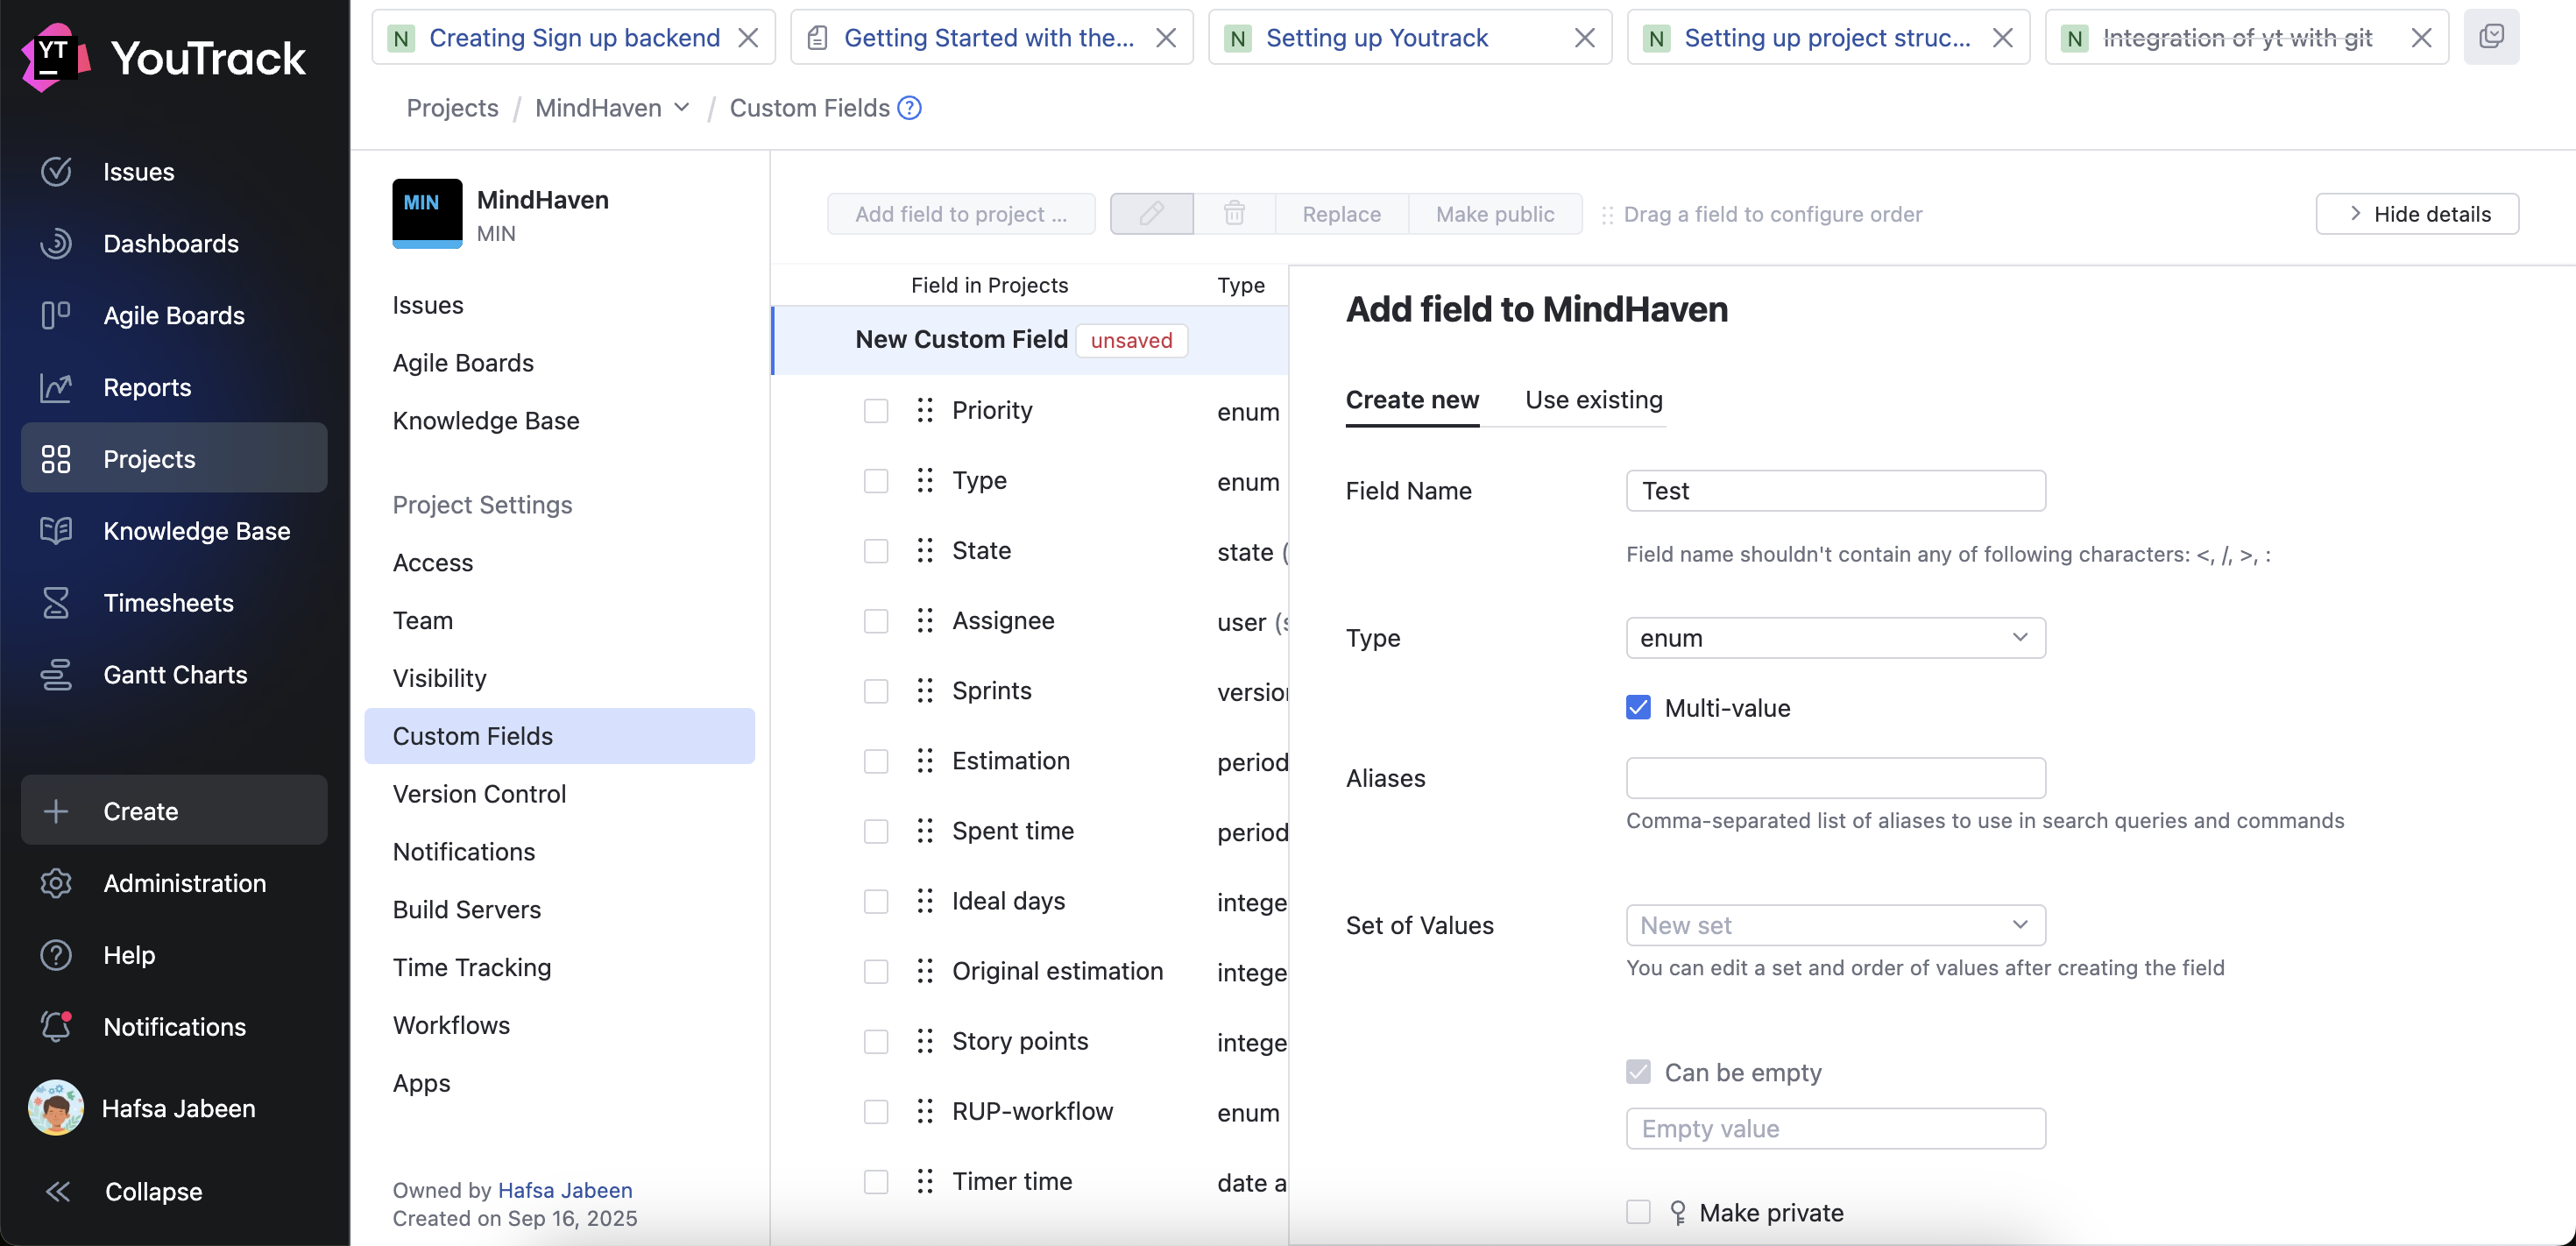 YT YouTrack
Issues
Dashboards
Agile Boards
Reports
Projects
Knowledge Base
Timesheets
Gantt Charts
Create
Administration
Help
Notifications
Hafsa Jabeen
Collapse
N Creating Sign up backend
Getting Started with the...
N Setting up Youtrack
N Setting up project struc...
N Integration of yt with git
Projects / MindHaven / Custom Fields ?
MIN
MindHaven
MIN
Issues
Agile Boards
Knowledge Base
Project Settings
Access
Team
Visibility
Custom Fields
Version Control
Notifications
Build Servers
Time Tracking
Workflows
Apps
Owned by Hafsa Jabeen
Created on Sep 16, 2025
Add field to project ...
Replace
Make public
Drag a field to configure order
Hide details
Field in Projects Type
New Custom Field unsaved
Priority enum
Type enum
State state (
Assignee user (s
Sprints version
Estimation period
Spent time period
Ideal days intege
Original estimation intege
Story points intege
RUP-workflow enum
Timer time date a
Add field to MindHaven
Create new Use existing
Field Name Test
Field name shouldn't contain any of following characters: <, /, >, :
Type enum
Multi-value
Aliases
Comma-separated list of aliases to use in search queries and commands
Set of Values New set
You can edit a set and order of values after creating the field
Can be empty
Empty value
Make private